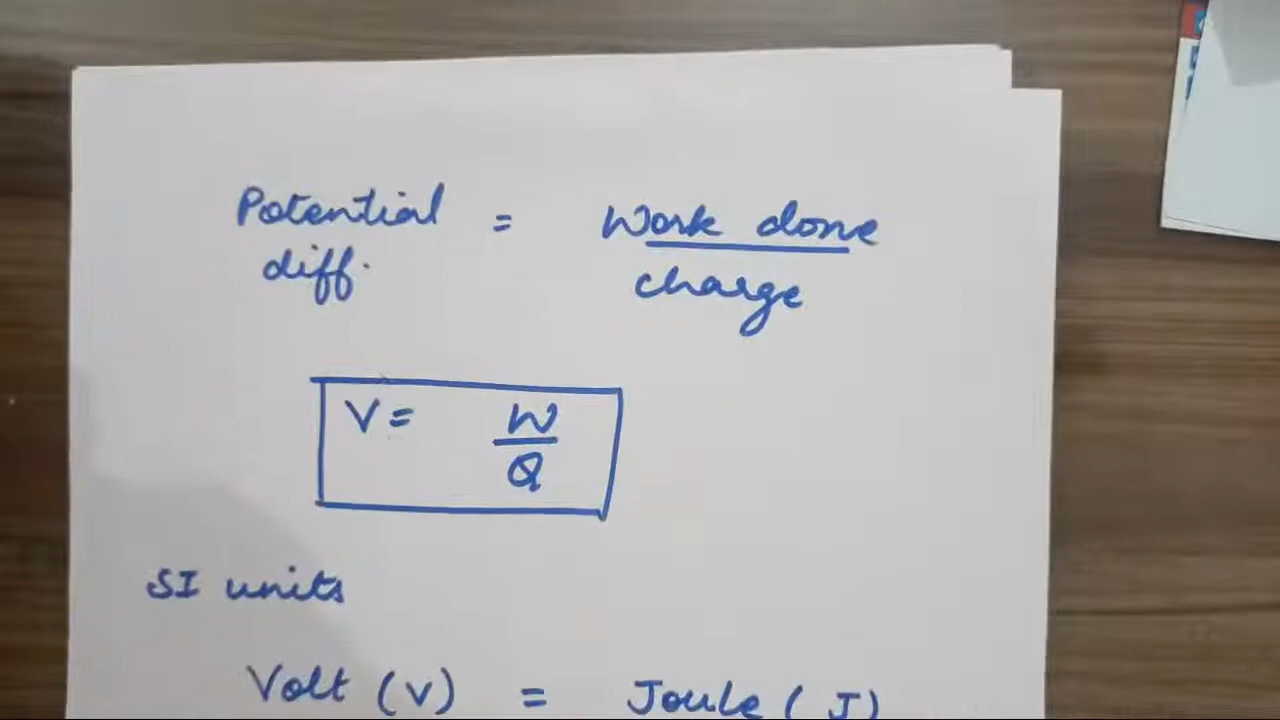 Potential = Work done
diff. charge
V = W
Q
SI units
Volt (V) = Joule (J)